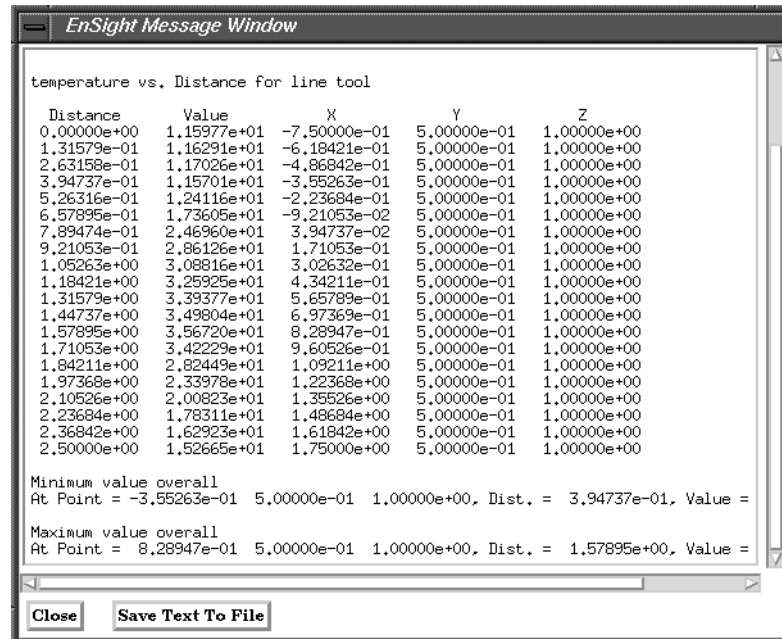 EnSight Message Window
temperature vs. Distance for line tool
Distance Value X Y Z
0.00000e+00 1.15977e+01 -7.50000e-01 5.00000e-01 1.00000e+00
1.31579e-01 1.16291e+01 -6.18421e-01 5.00000e-01 1.00000e+00
2.63158e-01 1.17026e+01 -4.86842e-01 5.00000e-01 1.00000e+00
3.94737e-01 1.15701e+01 -3.55263e-01 5.00000e-01 1.00000e+00
5.26316e-01 1.24116e+01 -2.23684e-01 5.00000e-01 1.00000e+00
6.57895e-01 1.73605e+01 -9.21053e-02 5.00000e-01 1.00000e+00
7.89474e-01 2.46960e+01 3.94737e-02 5.00000e-01 1.00000e+00
9.21053e-01 2.86126e+01 1.71053e-01 5.00000e-01 1.00000e+00
1.05263e+00 3.08816e+01 3.02632e-01 5.00000e-01 1.00000e+00
1.18421e+00 3.25925e+01 4.34211e-01 5.00000e-01 1.00000e+00
1.31579e+00 3.39377e+01 5.65789e-01 5.00000e-01 1.00000e+00
1.44737e+00 3.49804e+01 6.97369e-01 5.00000e-01 1.00000e+00
1.57895e+00 3.56720e+01 8.28947e-01 5.00000e-01 1.00000e+00
1.71053e+00 3.42229e+01 9.60526e-01 5.00000e-01 1.00000e+00
1.84211e+00 2.82449e+01 1.09211e+00 5.00000e-01 1.00000e+00
1.97368e+00 2.33978e+01 1.22368e+00 5.00000e-01 1.00000e+00
2.10526e+00 2.00823e+01 1.35526e+00 5.00000e-01 1.00000e+00
2.23684e+00 1.78311e+01 1.48684e+00 5.00000e-01 1.00000e+00
2.36842e+00 1.62923e+01 1.61842e+00 5.00000e-01 1.00000e+00
2.50000e+00 1.52665e+01 1.75000e+00 5.00000e-01 1.00000e+00
Minimum value overall
At Point = -3.55263e-01 5.00000e-01 1.00000e+00, Dist. = 3.94737e-01, Value =
Maximum value overall
At Point = 8.28947e-01 5.00000e-01 1.00000e+00, Dist. = 1.57895e+00, Value =
Close Save Text To File